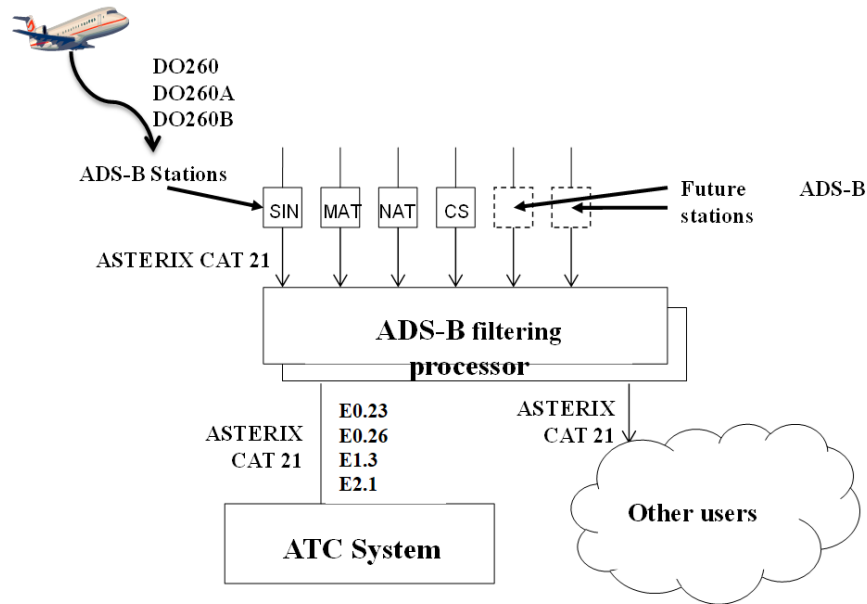 DO260
DO260A
DO260B
ADS-B Stations
SIN
MAT
NAT
CS
Future
stations
ADS-B
ASTERIX CAT 21
ADS-B filtering
processor
ASTERIX
CAT 21
E0.23
E0.26
E1.3
E2.1
ASTERIX
CAT 21
ATC System
Other users